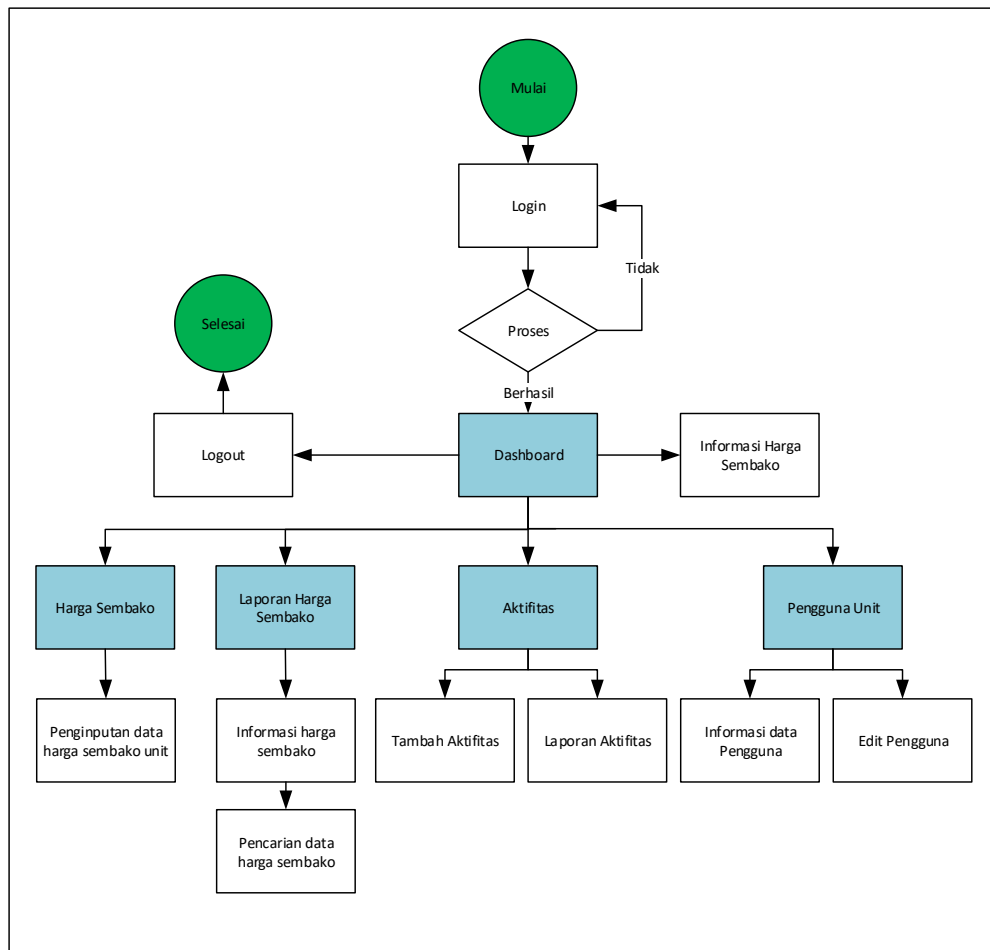 Mulai
Login
Tidak
Selesai
Proses
Berhasil
Logout
Dashboard
Informasi Harga
Sembako
Harga Sembako
Laporan Harga
Sembako
Aktifitas
Pengguna Unit
Penginputan data
harga sembako unit
Informasi harga
sembako
Tambah Aktifitas
Laporan Aktifitas
Informasi data
Pengguna
Edit Pengguna
Pencarian data
harga sembako